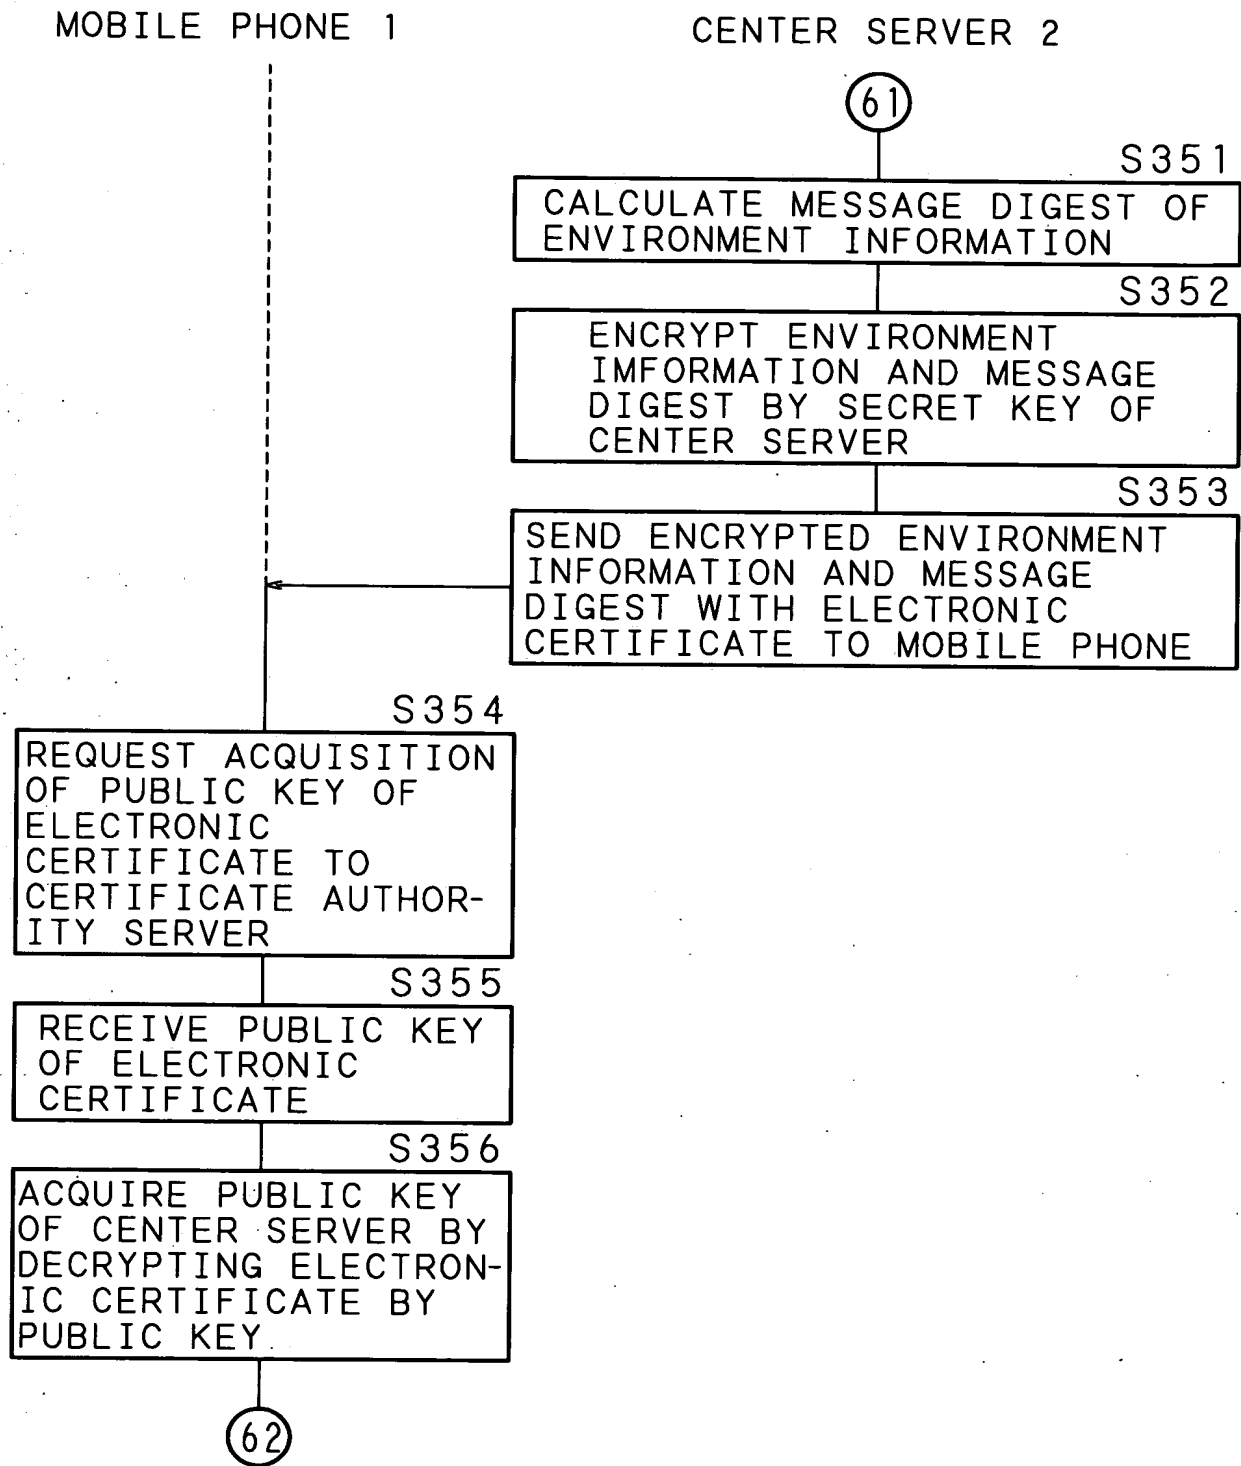 MOBILE PHONE 1
CENTER SERVER 2
61
S351
CALCULATE MESSAGE DIGEST OF
ENVIRONMENT INFORMATION
S352
ENCRYPT ENVIRONMENT
IMFORMATION AND MESSAGE
DIGEST BY SECRET KEY OF
CENTER SERVER
S353
SEND ENCRYPTED ENVIRONMENT
INFORMATION AND MESSAGE
DIGEST WITH ELECTRONIC
CERTIFICATE TO MOBILE PHONE
S354
REQUEST ACQUISITION
OF PUBLIC KEY OF
ELECTRONIC
CERTIFICATE TO
CERTIFICATE AUTHOR-
ITY SERVER
S355
RECEIVE PUBLIC KEY
OF ELECTRONIC
CERTIFICATE
S356
ACQUIRE PUBLIC KEY
OF CENTER SERVER BY
DECRYPTING ELECTRON-
IC CERTIFICATE BY
PUBLIC KEY
62